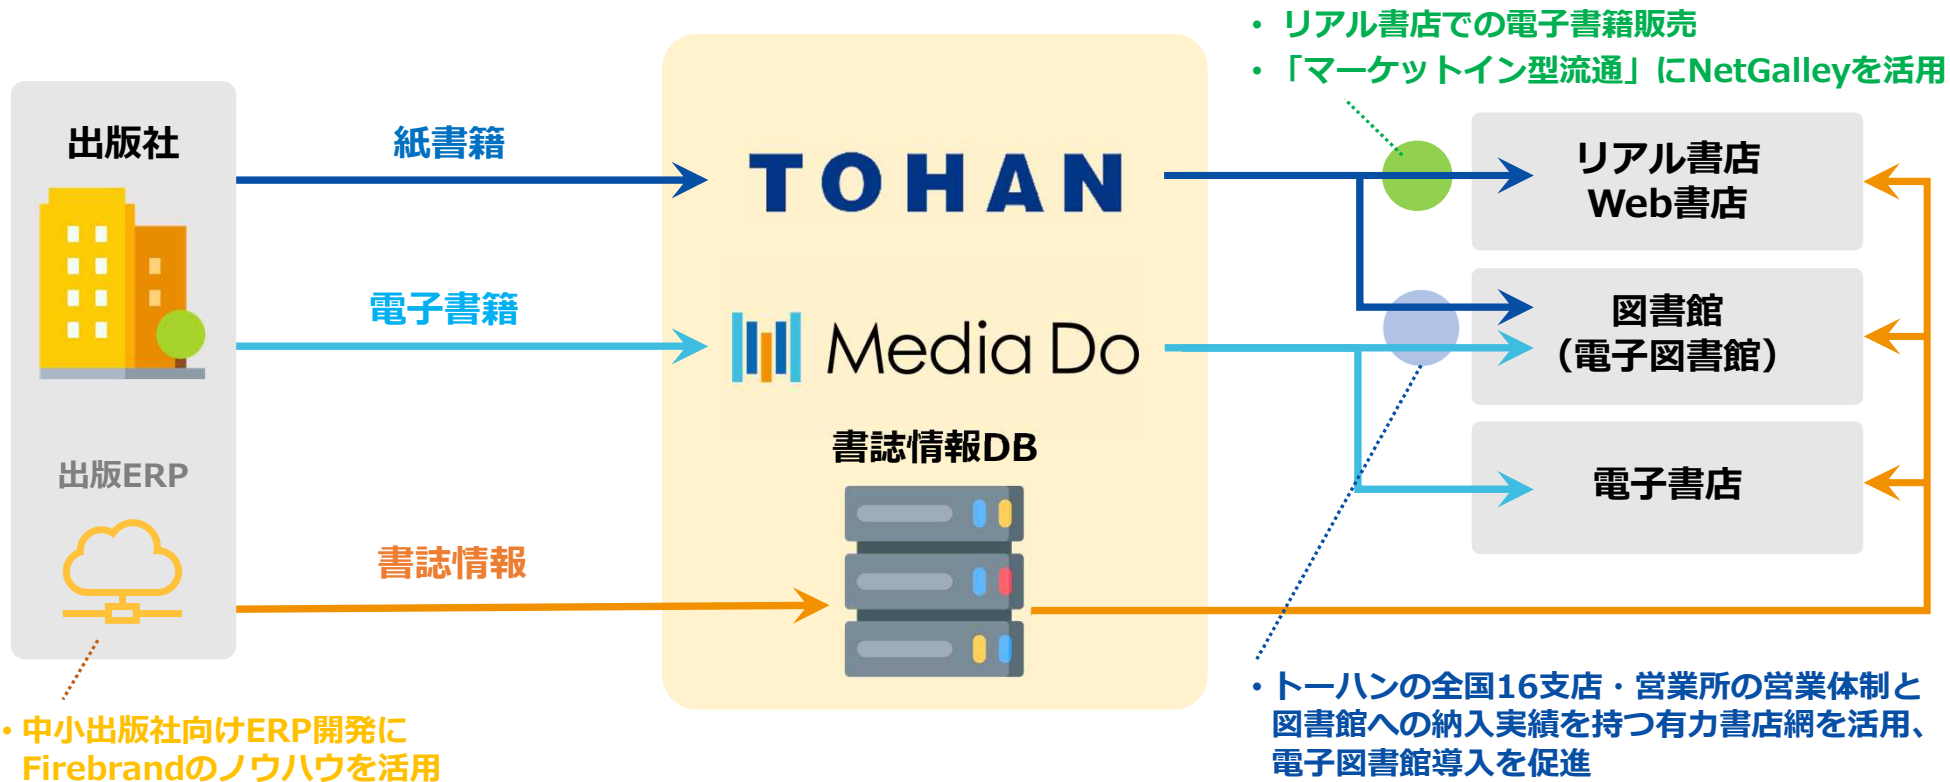 ・ リアル書店での電子書籍販売
・「マーケットイン型流通」にNetGalleyを活用
出版社
紙書籍
TOHAN
リアル書店
Web書店
電子書籍
Media Do
図書館
（電子図書館）
書誌情報DB
出版ERP
電子書店
書誌情報
・中小出版社向けERP開発に
Firebrandのノウハウを活用
・トーハンの全国16支店・営業所の営業体制と
図書館への納入実績を持つ有力書店網を活用、
電子図書館導入を促進